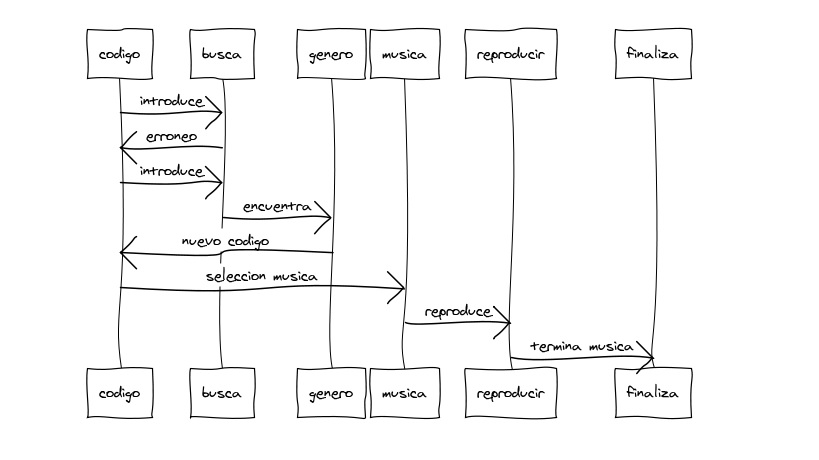 codigo busca genero musica reproducir finaliza
introduce
erroneo
introduce
encuentra
nuevo codigo
seleccion musica
reproduce
termina musica
codigo busca genero musica reproducir finaliza